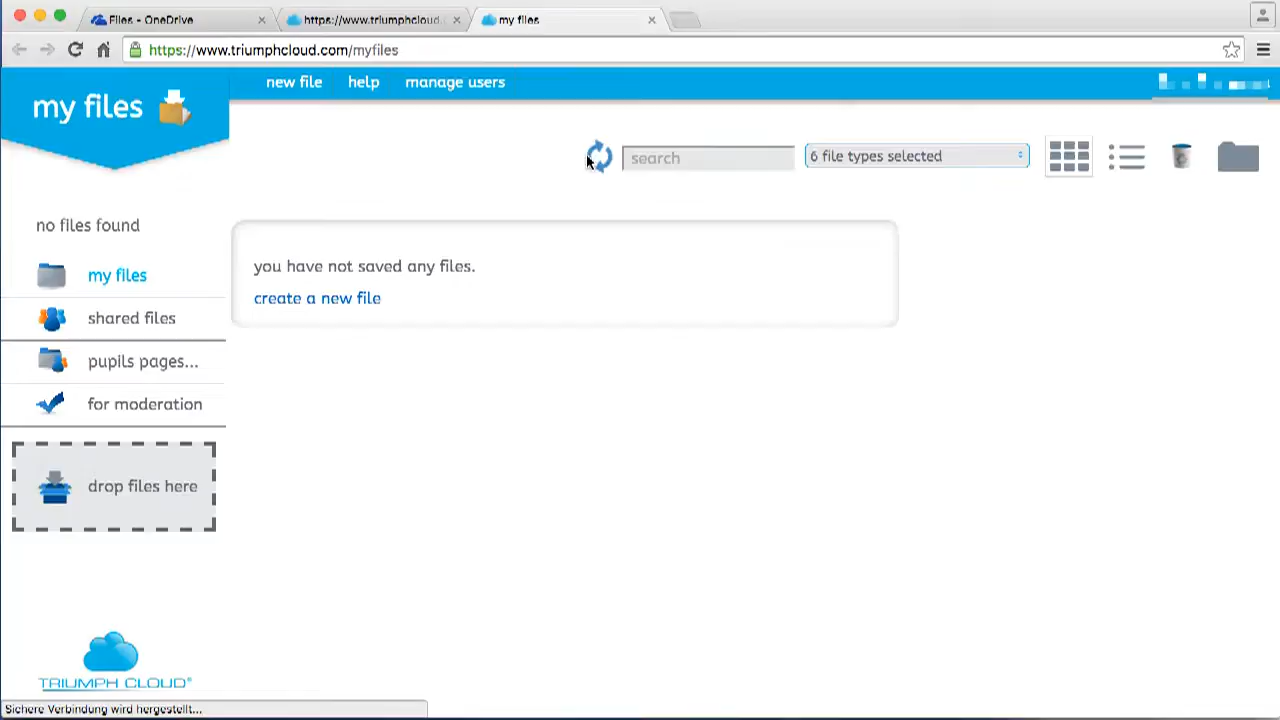 Files - OneDrive
https://www.triumphcloud.
my files
https://www.triumphcloud.com/myfiles
new file
help
manage users
my files
search
6 file types selected
no files found
my files
shared files
pupils pages...
for moderation
drop files here
you have not saved any files.
create a new file
TRIUMPH CLOUD®
Sichere Verbindung wird hergestellt...